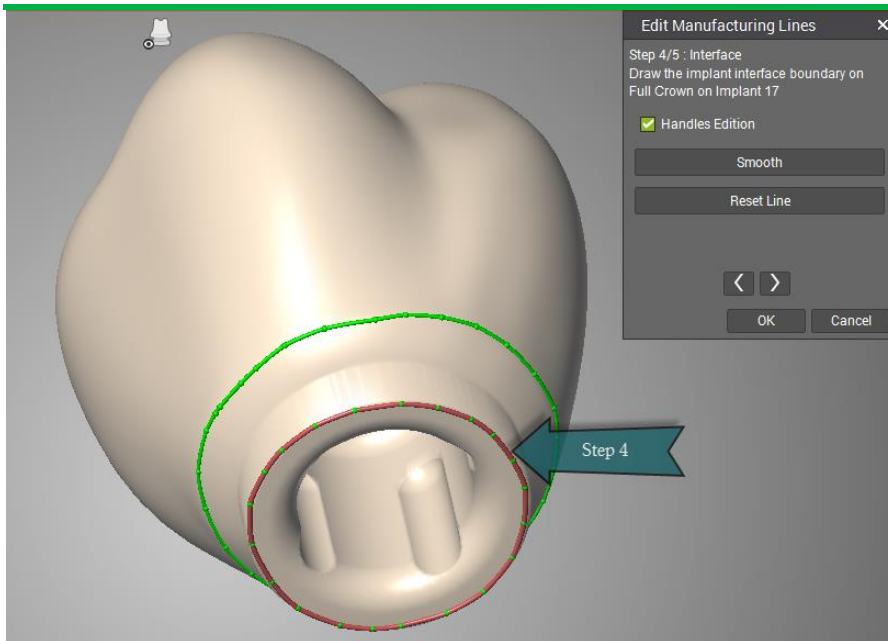 Edit Manufacturing Lines
Step 4/5 : Interface
Draw the implant interface boundary on
Full Crown on Implant 17
Handles Edition
Smooth
Reset Line
OK Cancel
Step 4